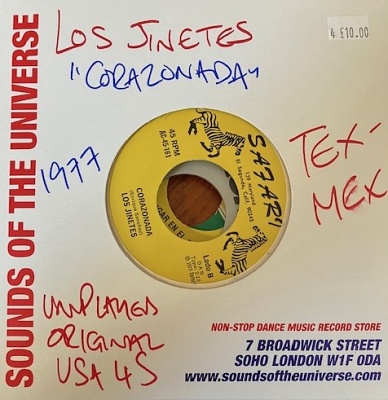 SOUNDS OF THE UNIVERSE
4 £10.00
LOS JINETES
"CORAZONADA"
1977
TEX-
MEX
SAFARI
45 RPM
Lado B
CORAZONADA
LOS JINETES
UNPLAYED
ORIGINAL
USA 45
NON-STOP DANCE MUSIC RECORD STORE
7 BROADWICK STREET
SOHO LONDON W1F 0DA
www.soundsoftheuniverse.com